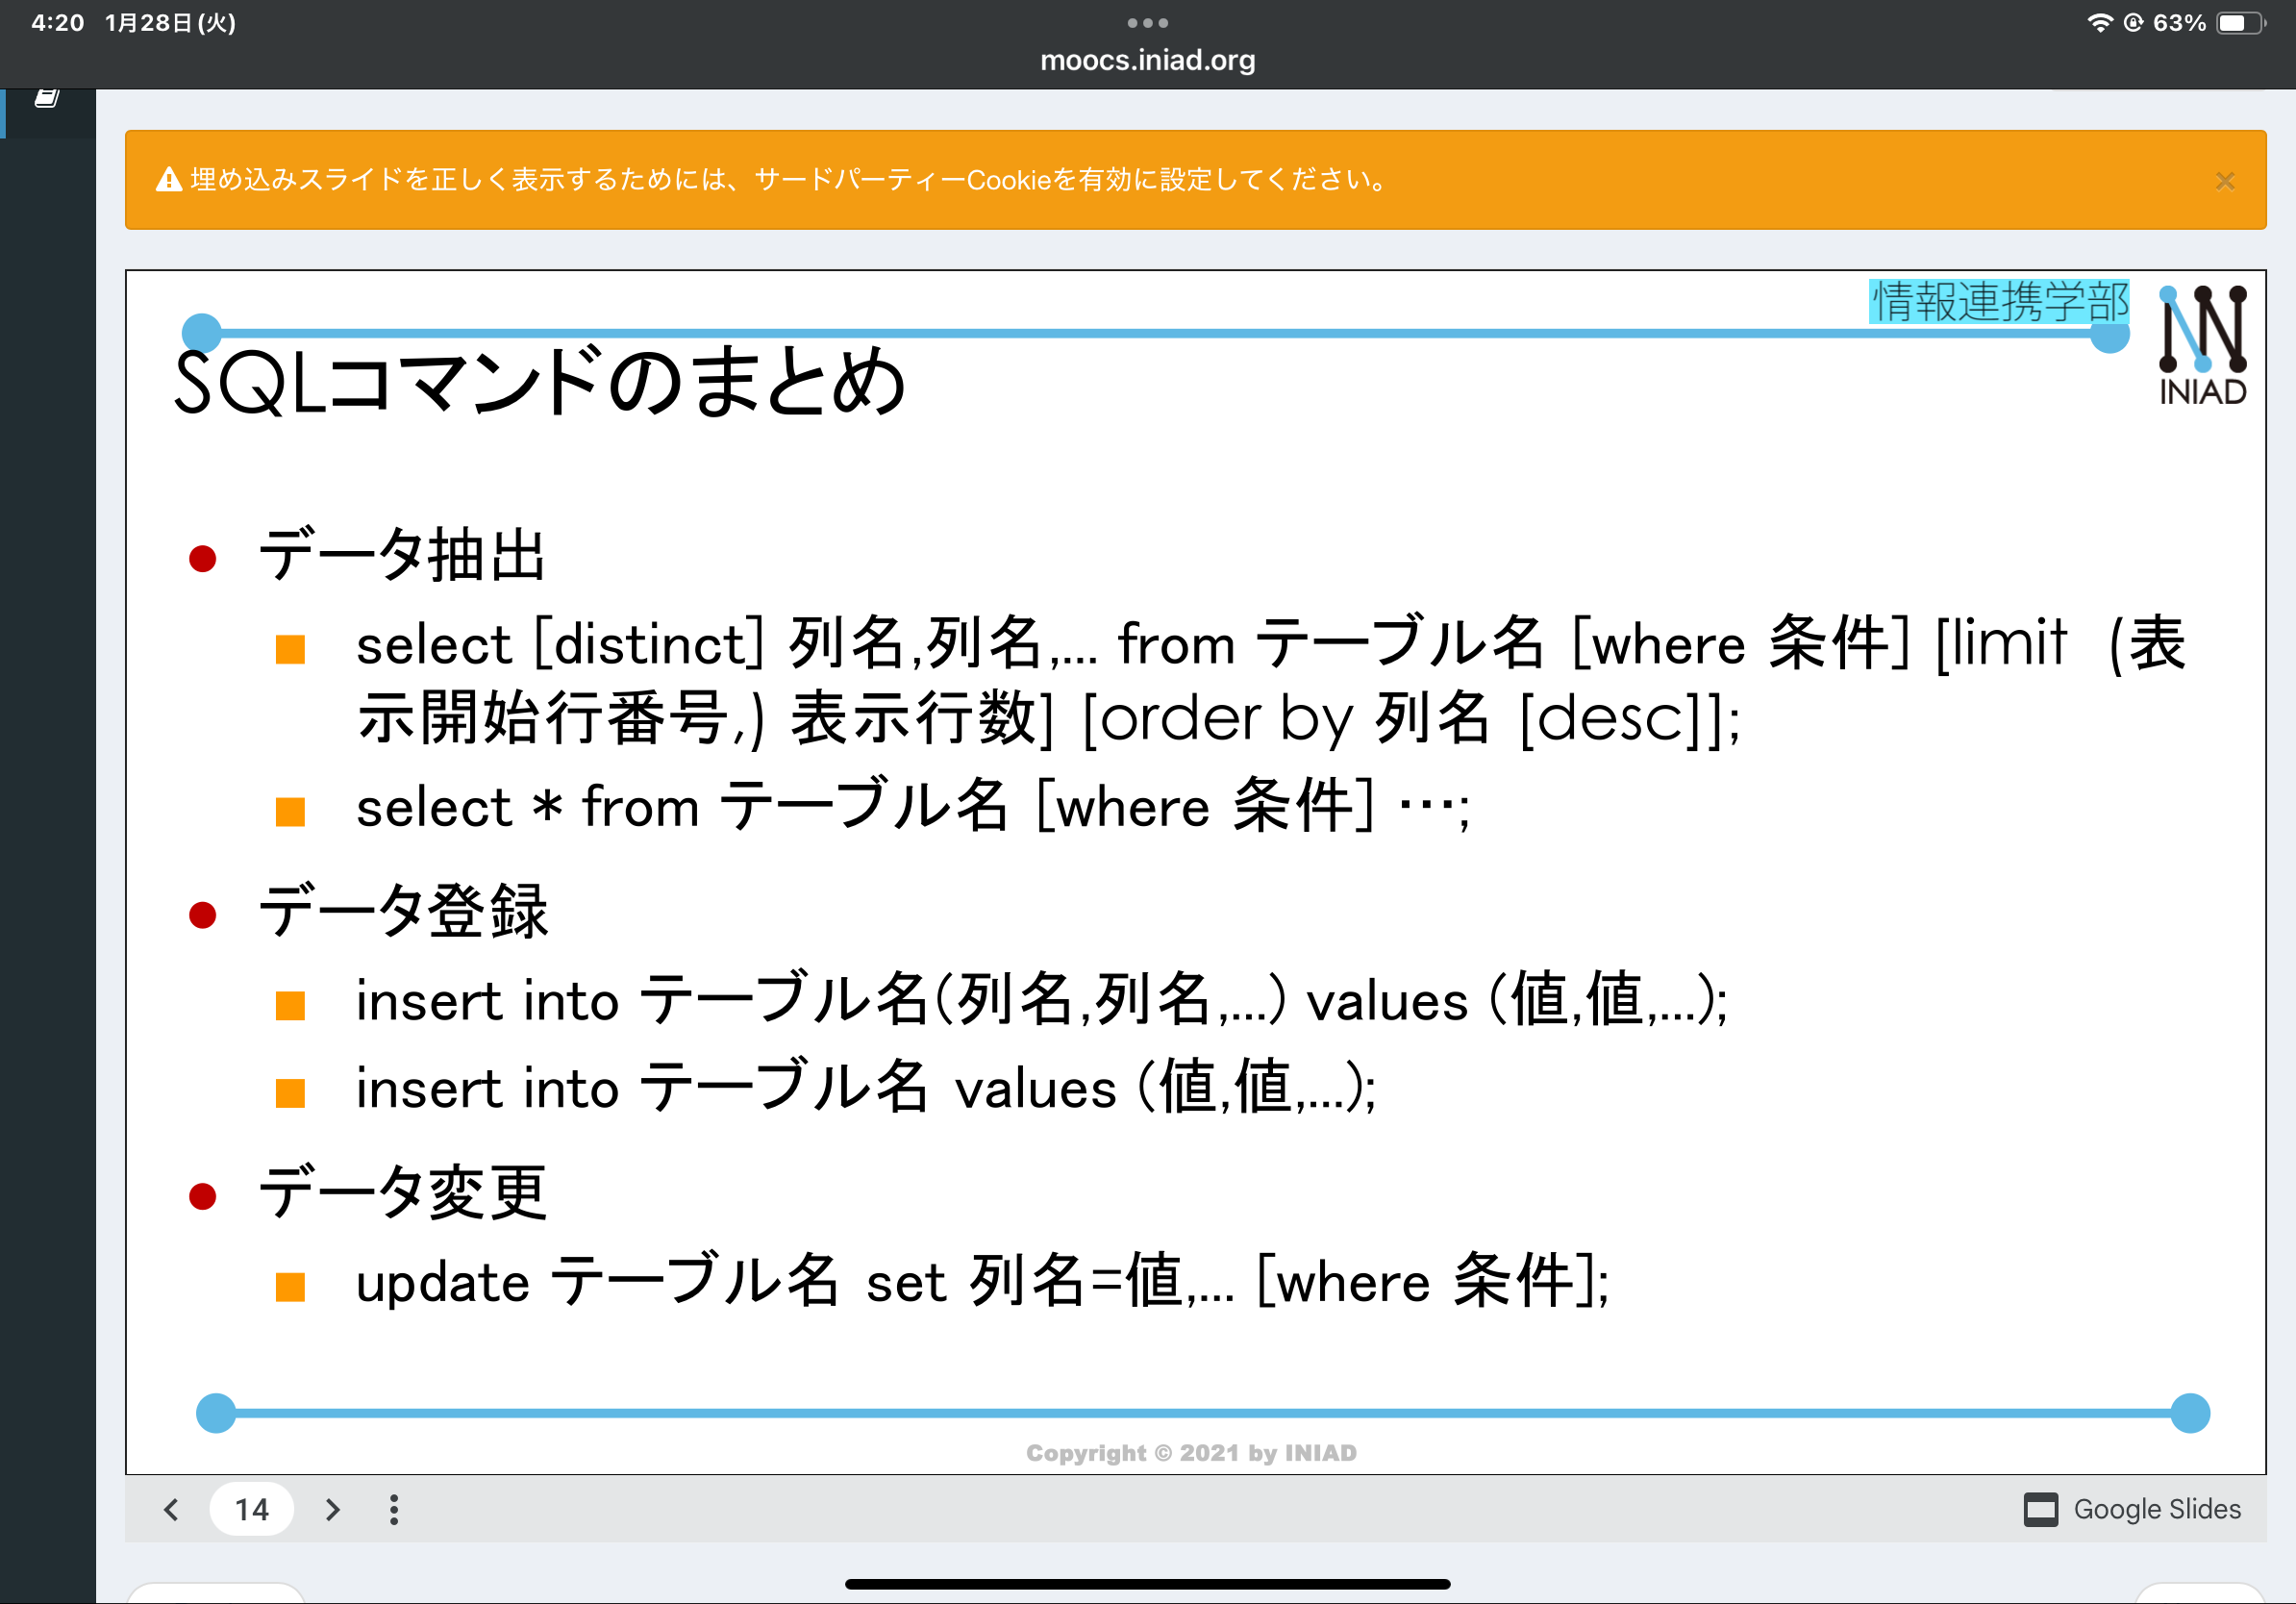 4:20 1月28日(火)
63%
moocs.iniad.org
埋め込みスライドを正しく表示するためには、サードパーティーCookieを有効に設定してください。
×
情報連携学部
INIAD
SQLコマンドのまとめ
データ抽出
select [distinct] 列名,列名,... from テーブル名 [where 条件] [limit (表
示開始行番号,) 表示行数] [order by 列名 [desc]];
select * from テーブル名 [where 条件] …;
データ登録
insert into テーブル名(列名,列名,...) values (値,値,...);
insert into テーブル名 values (値,値,...);
データ変更
update テーブル名 set 列名=値,... [where 条件];
Copyright © 2021 by INIAD
14
Google Slides